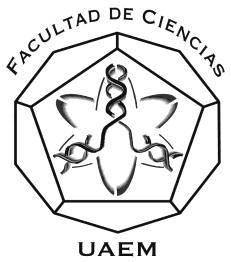 FACULTAD DE CIENCIAS
UAEM